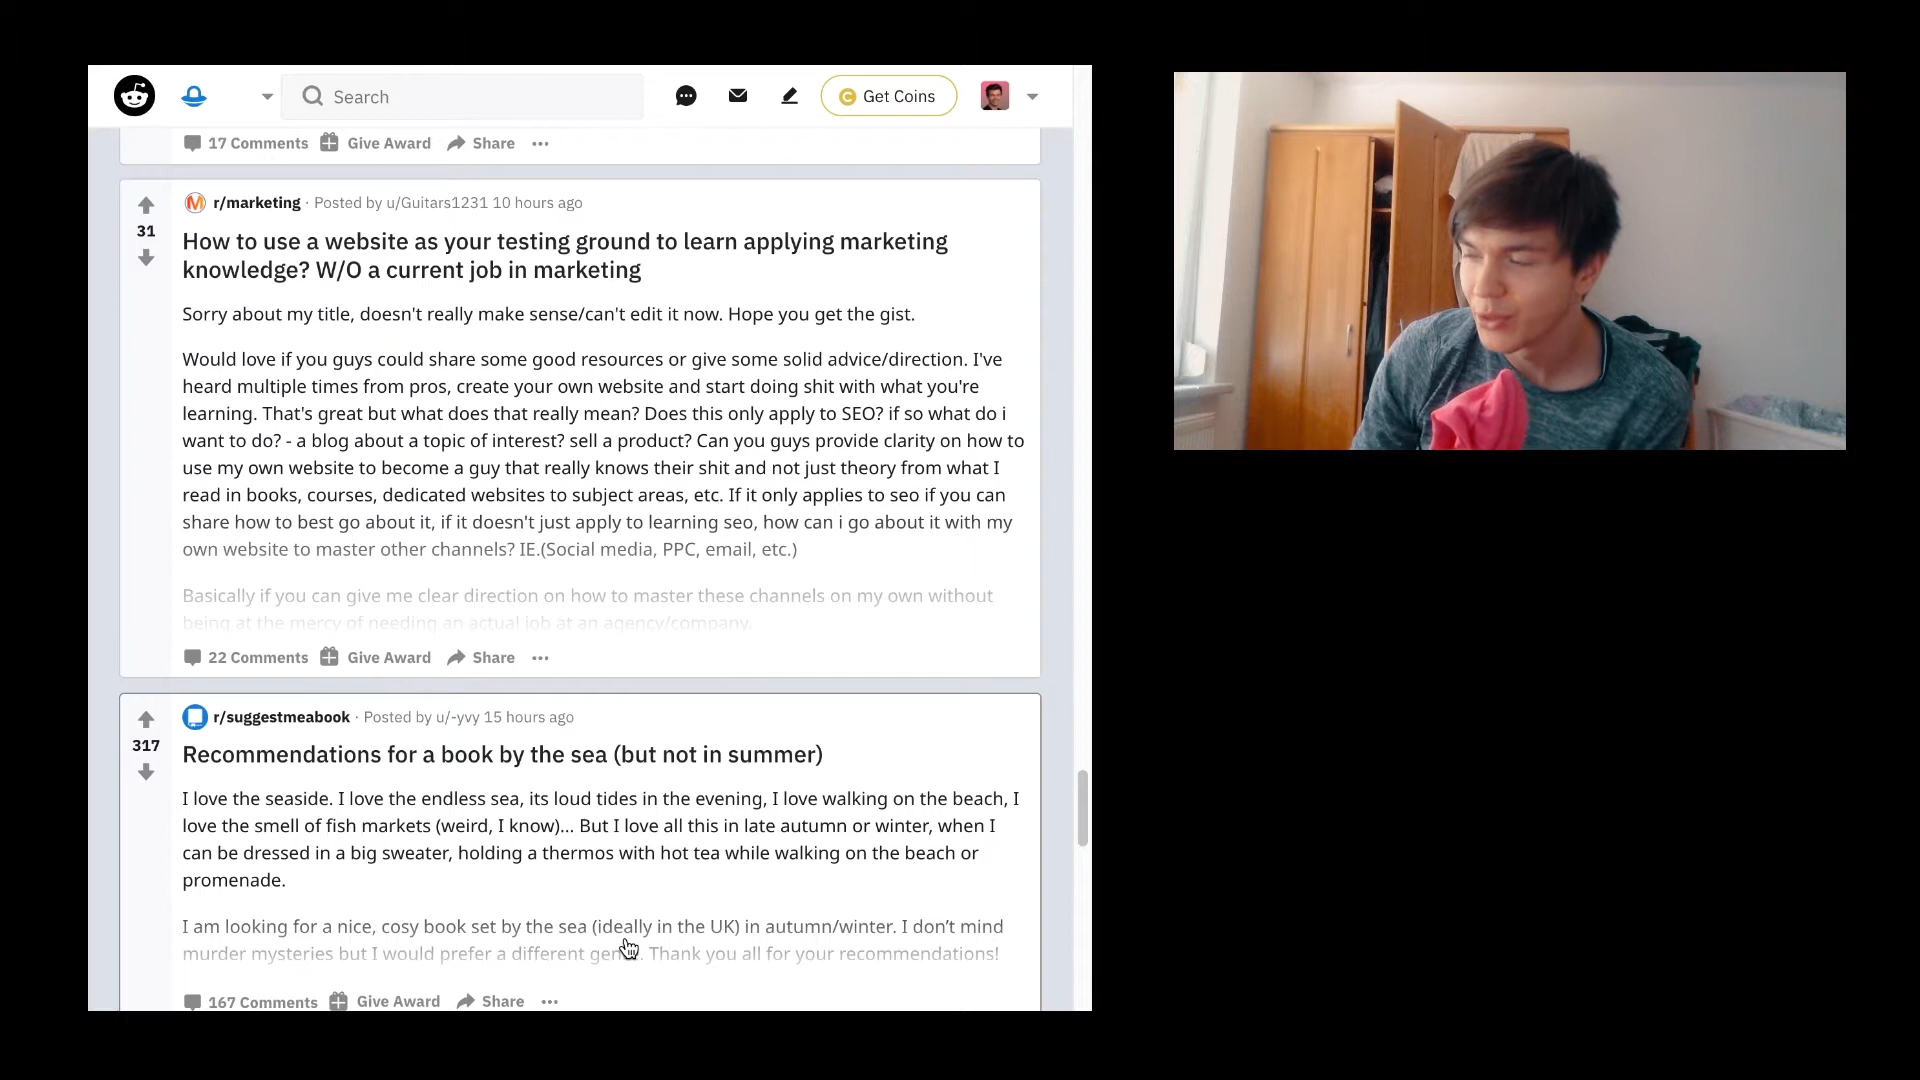 Search
Get Coins
17 Comments Give Award Share
r/marketing · Posted by u/Guitars1231 10 hours ago
31
How to use a website as your testing ground to learn applying marketing
knowledge? W/O a current job in marketing
Sorry about my title, doesn't really make sense/can't edit it now. Hope you get the gist.
Would love if you guys could share some good resources or give some solid advice/direction. I've
heard multiple times from pros, create your own website and start doing shit with what you're
learning. That's great but what does that really mean? Does this only apply to SEO? if so what do i
want to do? - a blog about a topic of interest? sell a product? Can you guys provide clarity on how to
use my own website to become a guy that really knows their shit and not just theory from what I
read in books, courses, dedicated websites to subject areas, etc. If it only applies to seo if you can
share how to best go about it, if it doesn't just apply to learning seo, how can i go about it with my
own website to master other channels? IE.(Social media, PPC, email, etc.)
Basically if you can give me clear direction on how to master these channels on my own without
being at the mercy of needing an actual job at an agency/company.
22 Comments Give Award Share
r/suggestmeabook · Posted by u/-yvy 15 hours ago
317
Recommendations for a book by the sea (but not in summer)
I love the seaside. I love the endless sea, its loud tides in the evening, I love walking on the beach, I
love the smell of fish markets (weird, I know)... But I love all this in late autumn or winter, when I
can be dressed in a big sweater, holding a thermos with hot tea while walking on the beach or
promenade.
I am looking for a nice, cosy book set by the sea (ideally in the UK) in autumn/winter. I don’t mind
murder mysteries but I would prefer a different genre. Thank you all for your recommendations!
167 Comments Give Award Share